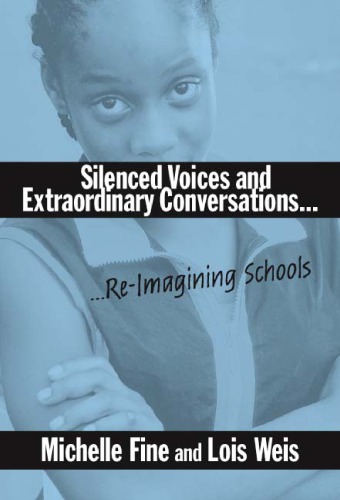 Silenced Voices and
Extraordinary Conversations...
...Re-Imagining Schools
Michelle Fine and Lois Weis